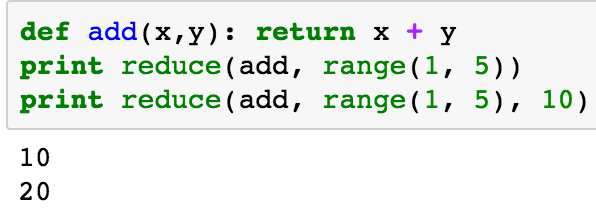 def add(x,y): return x + y
print reduce(add, range(1, 5))
print reduce(add, range(1, 5), 10)
10
20